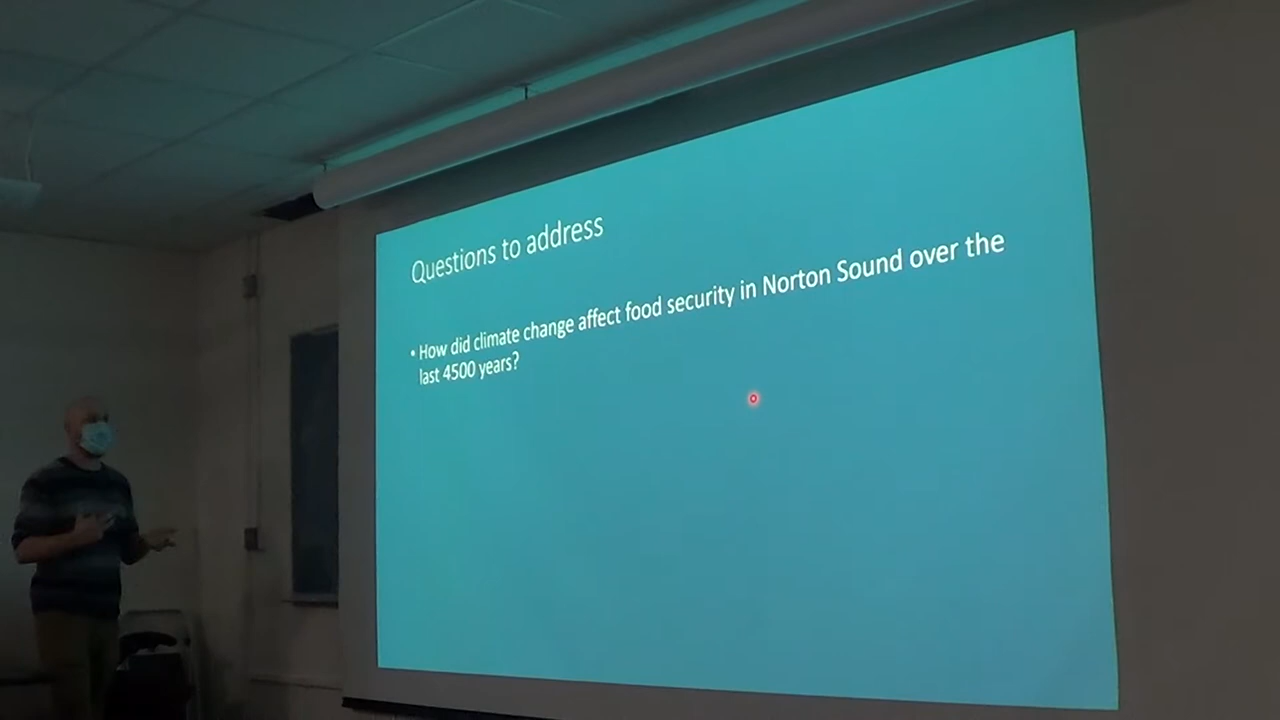 Questions to address
• How did climate change affect food security in Norton Sound over the
last 4500 years?